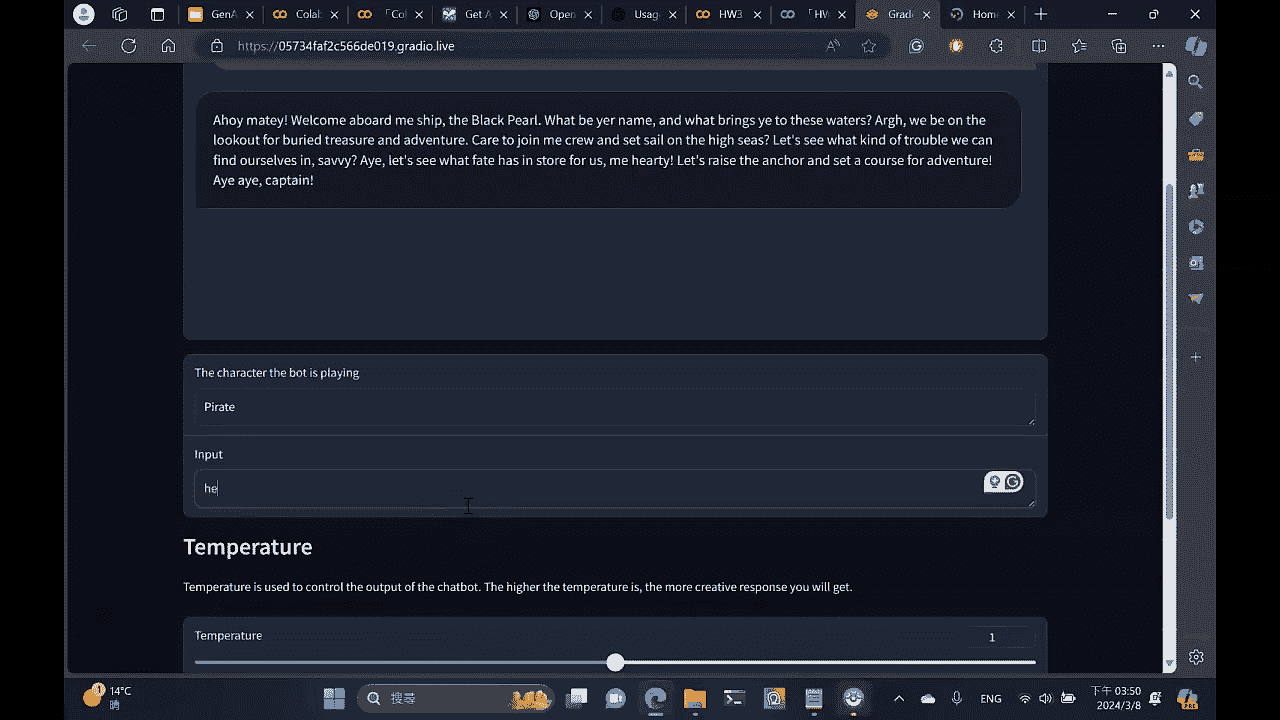 GenA
Colab
「Col
Get A
Open
Usag
HW3
「HW
Gradi
Home
https://05734faf2c566de019.gradio.live
Ahoy matey! Welcome aboard me ship, the Black Pearl. What be yer name, and what brings ye to these waters? Argh, we be on the
lookout for buried treasure and adventure. Care to join me crew and set sail on the high seas? Let's see what kind of trouble we can
find ourselves in, savvy? Aye, let's see what fate has in store for us, me hearty! Let's raise the anchor and set a course for adventure!
Aye aye, captain!
The character the bot is playing
Pirate
Input
he
Temperature
Temperature is used to control the output of the chatbot. The higher the temperature is, the more creative response you will get.
Temperature
1
14°C
晴
搜尋
ENG
下午 03:50
2024/3/8